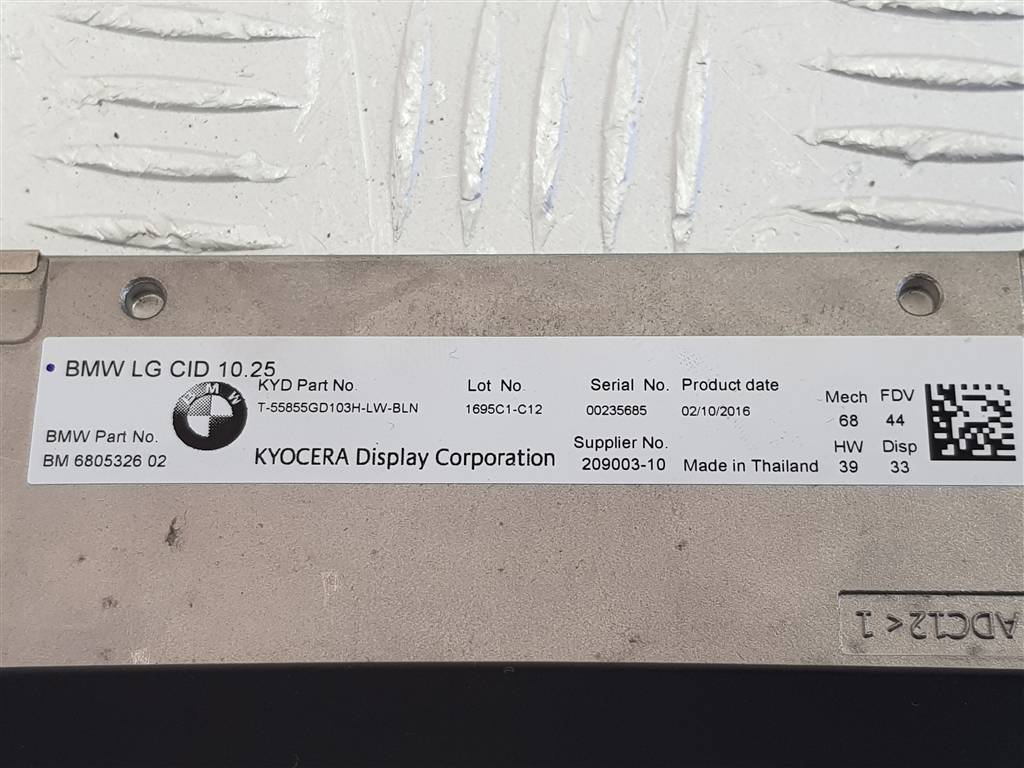 BMW LG CID 10.25
BMW
KYD Part No.
T-55855GD103H-LW-BLN
Lot No.
1695C1-C12
Serial No.
00235685
Product date
02/10/2016
Mech
68
FDV
44
BMW Part No.
BM 6805326 02
KYOCERA Display Corporation
Supplier No.
209003-10
Made in Thailand
HW
39
Disp
33
ADC12<1